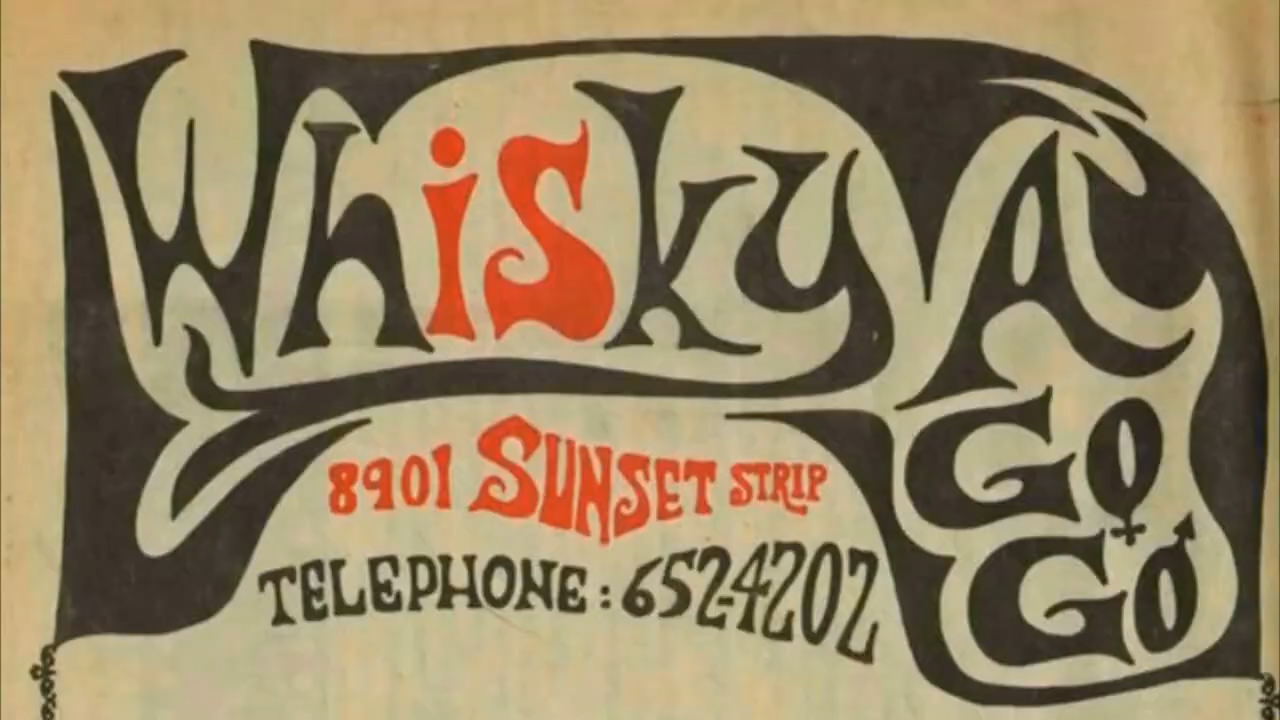 Whisky A
Go
Go
8901 SUNSET STRIP
TELEPHONE: 652-4202